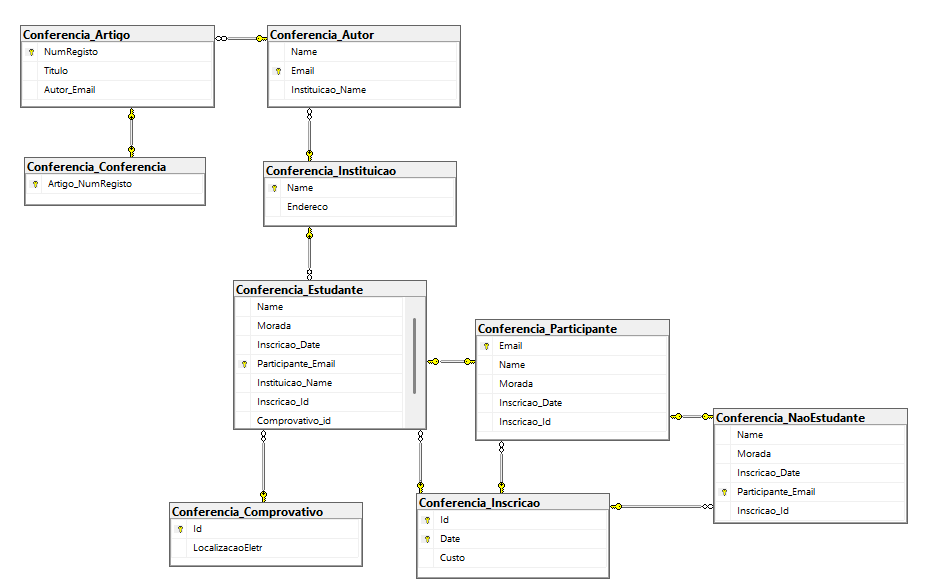 Conferencia_Artigo
NumRegisto
Titulo
Autor_Email
Conferencia_Autor
Name
Email
Instituicao_Name
Conferencia_Conferencia
Artigo_NumRegisto
Conferencia_Instituicao
Name
Endereco
Conferencia_Estudante
Name
Morada
Inscricao_Date
Participante_Email
Instituicao_Name
Inscricao_Id
Comprovativo_id
Conferencia_Participante
Email
Name
Morada
Inscricao_Date
Inscricao_Id
Conferencia_NaoEstudante
Name
Morada
Inscricao_Date
Participante_Email
Inscricao_Id
Conferencia_Comprovativo
Id
LocalizacaoEletr
Conferencia_Inscricao
Id
Date
Custo